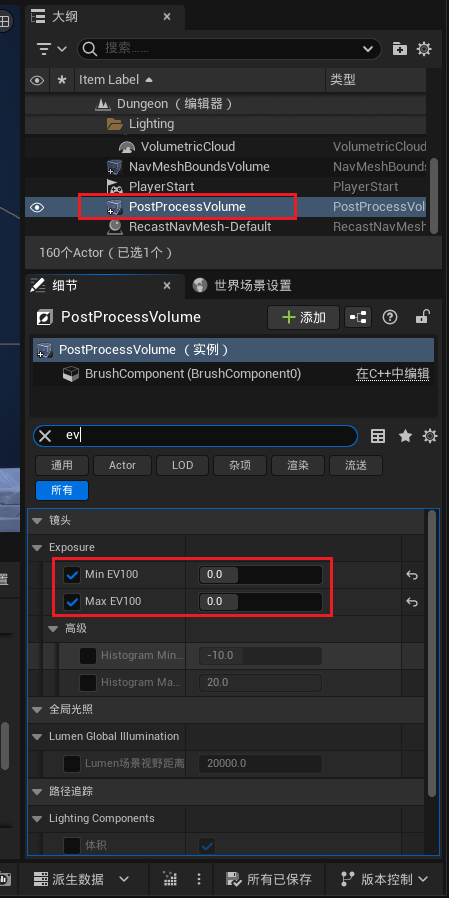 大纲
搜索……
Item Label 类型
Dungeon（编辑器）
Lighting
VolumetricCloud VolumetricCloud
NavMeshBoundsVolume NavMeshBounds
PlayerStart PlayerStart
PostProcessVolume PostProcessVol
RecastNavMesh-Default RecastNavMesh
160个Actor（已选1个）
细节 世界场景设置
PostProcessVolume 添加
PostProcessVolume （实例）
BrushComponent (BrushComponent0) 在C++中编辑
ev
通用 Actor LOD 杂项 渲染 流送
所有
镜头
Exposure
Min EV100 0.0
Max EV100 0.0
高级
Histogram Min... -10.0
Histogram Ma... 20.0
全局光照
Lumen Global Illumination
Lumen场景视野距离 20000.0
路径追踪
Lighting Components
体积
派生数据 所有已保存 版本控制